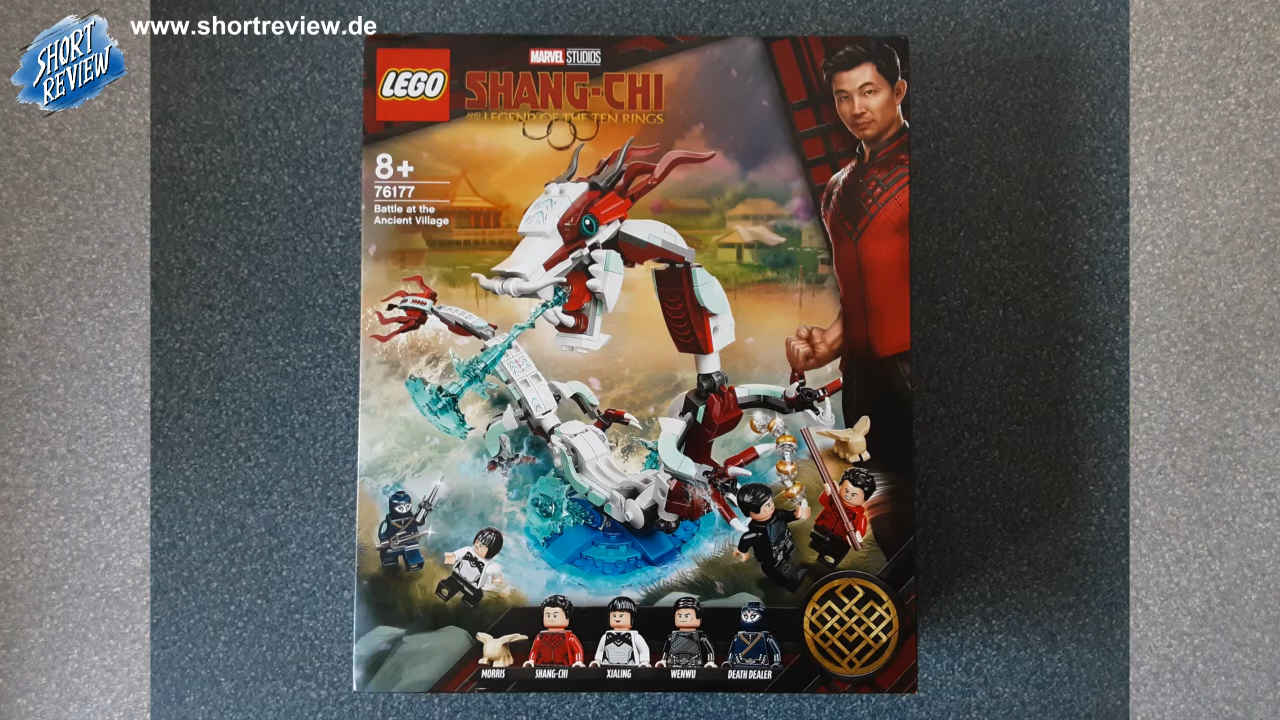 SHORT
REVIEW
www.shortreview.de
LEGO
MARVEL STUDIOS
SHANG-CHI
AND THE LEGEND OF THE TEN RINGS
8+
76177
Battle at the
Ancient Village
MORRIS
SHANG-CHI
XIALING
WENWU
DEATH DEALER